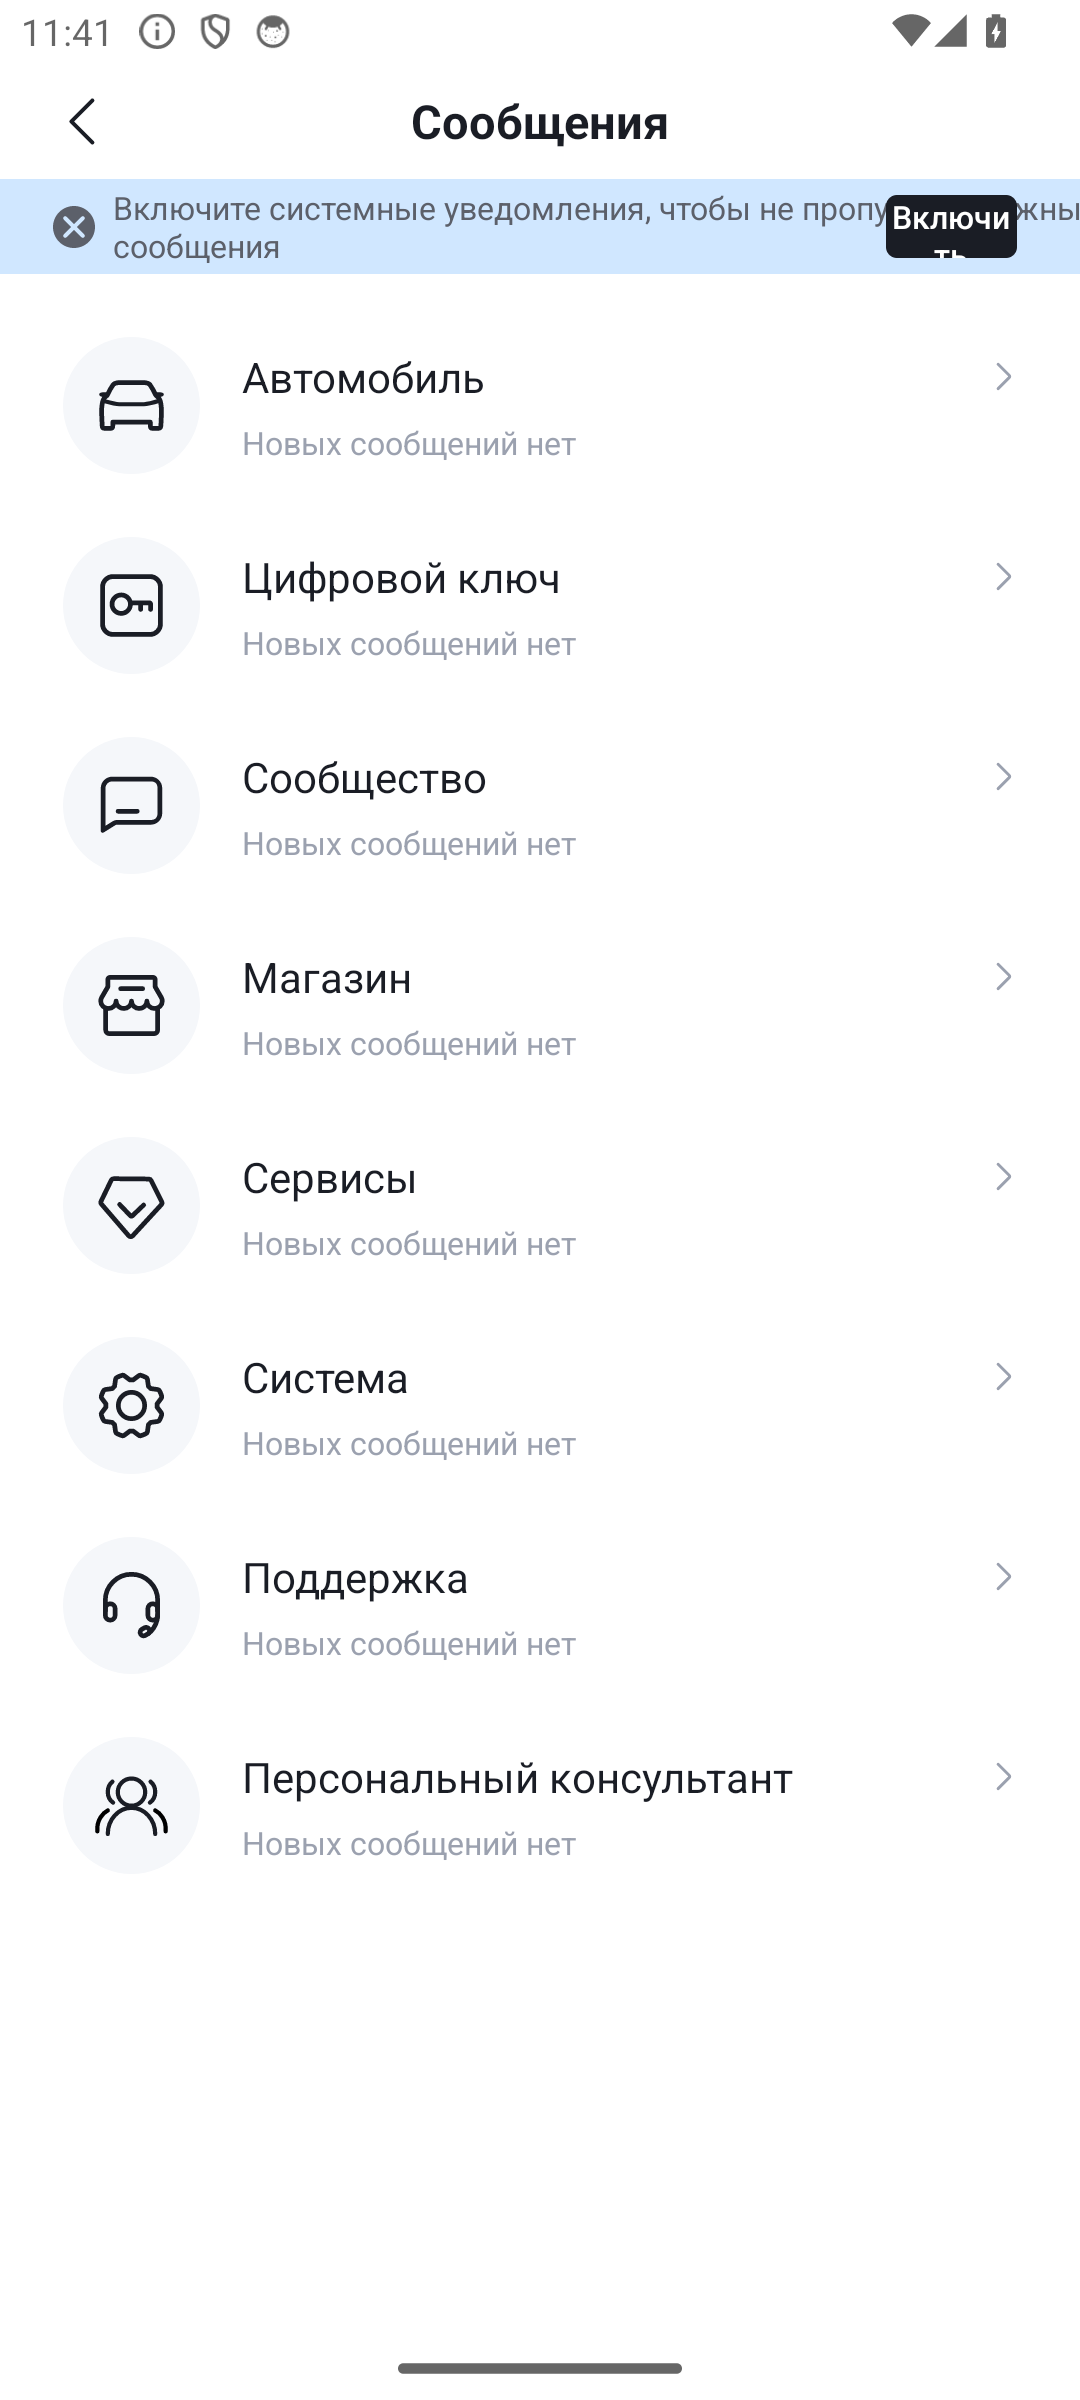 11:41
Сообщения
Включите системные уведомления, чтобы не
сообщения
Включи
ть
Автомобиль
Новых сообщений нет
Цифровой ключ
Новых сообщений нет
Сообщество
Новых сообщений нет
Магазин
Новых сообщений нет
Сервисы
Новых сообщений нет
Система
Новых сообщений нет
Поддержка
Новых сообщений нет
Персональный консультант
Новых сообщений нет